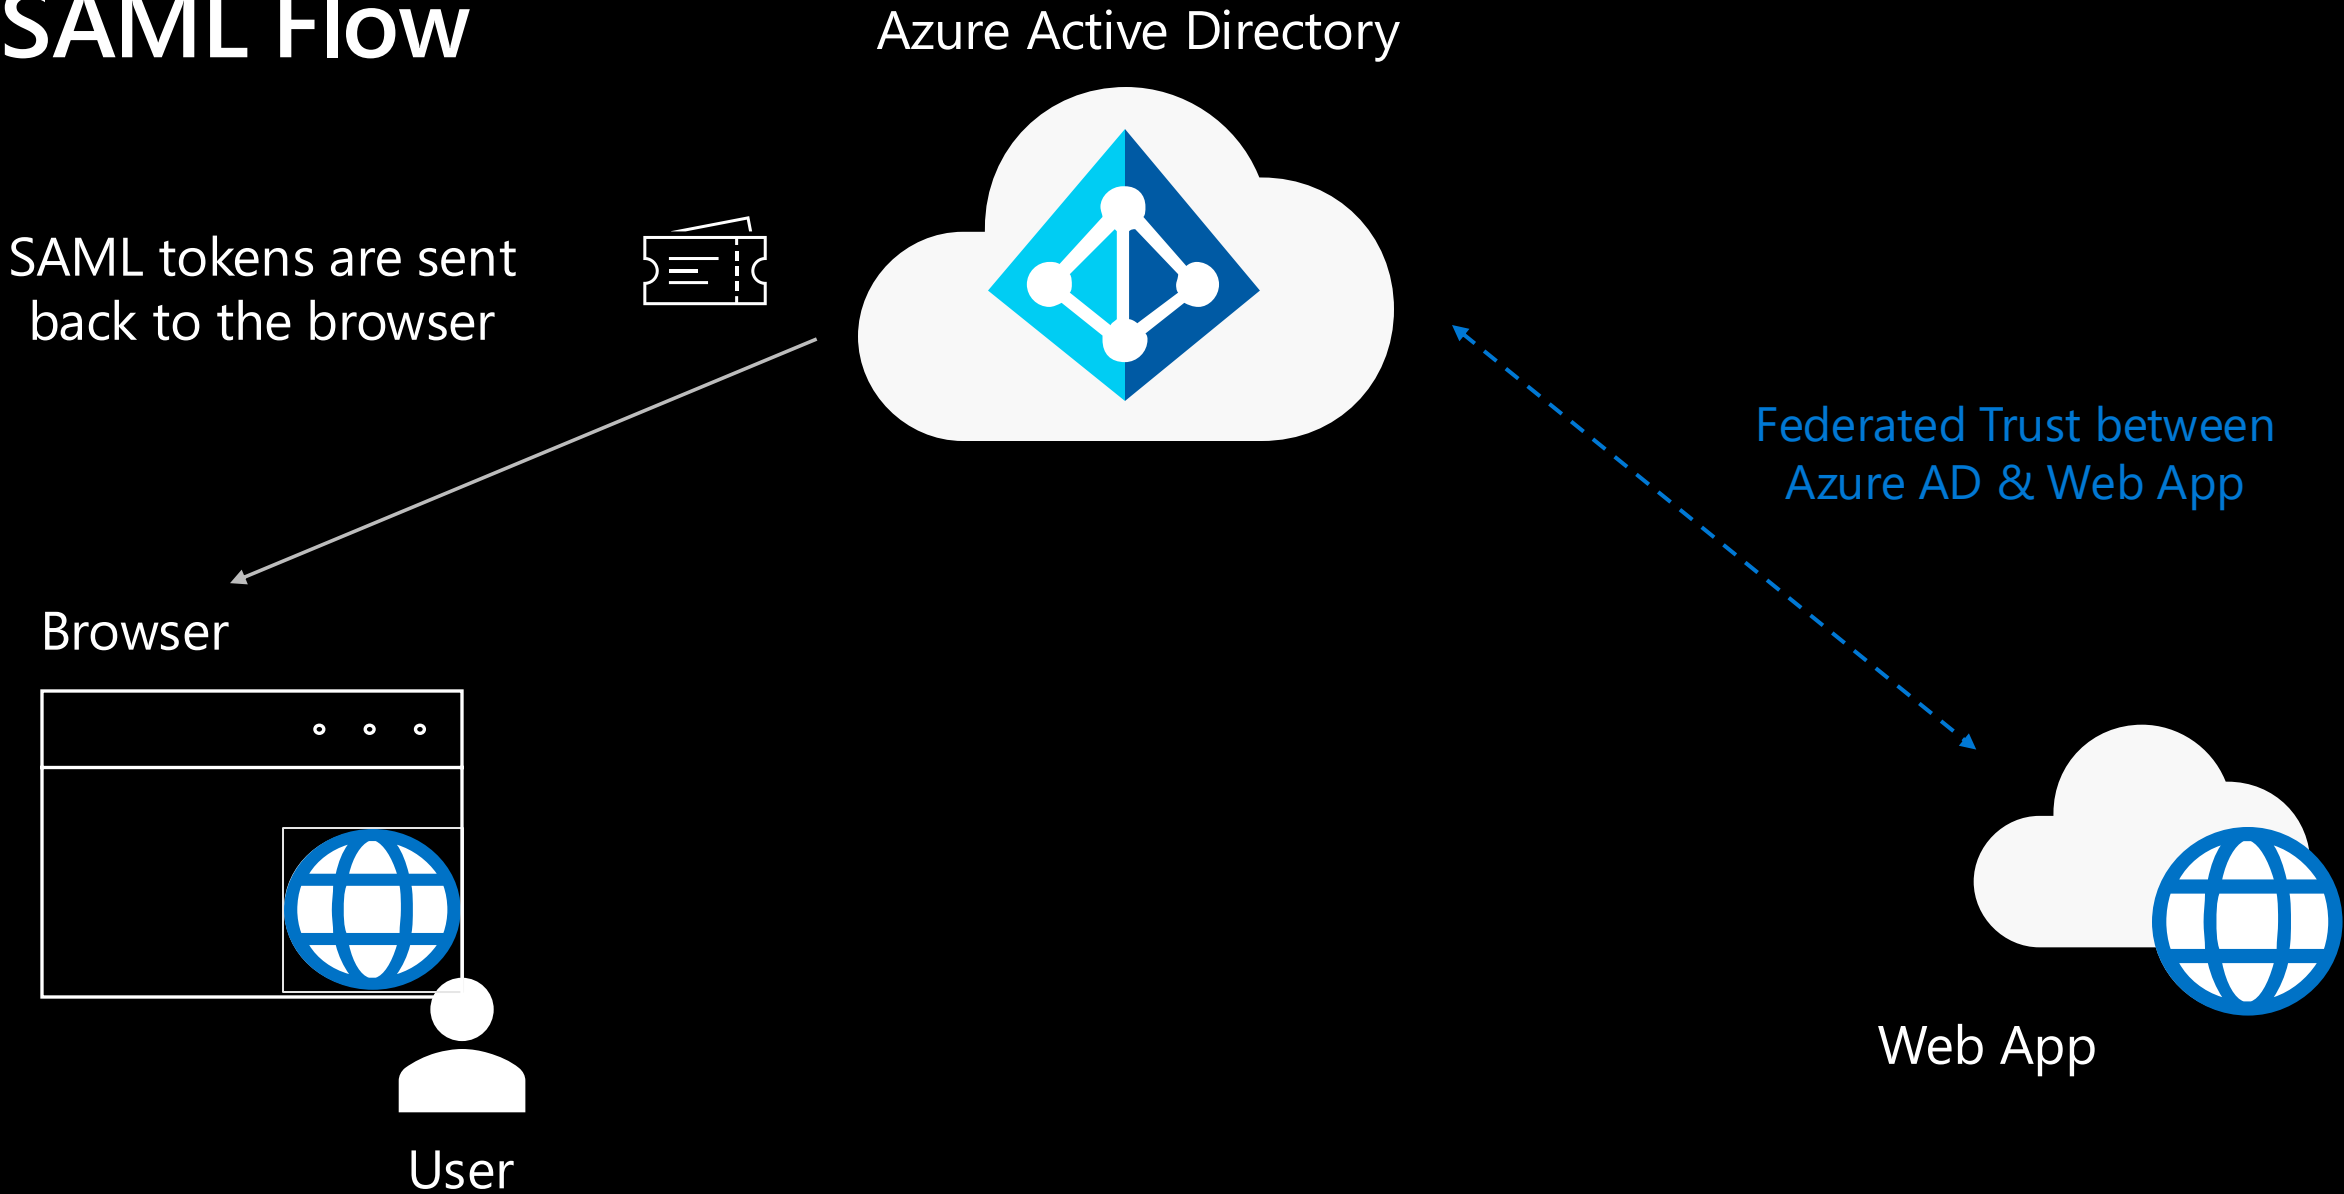 SAML Flow
Azure Active Directory
SAML tokens are sent
back to the browser
Federated Trust between
Azure AD & Web App
Browser
Web App
User